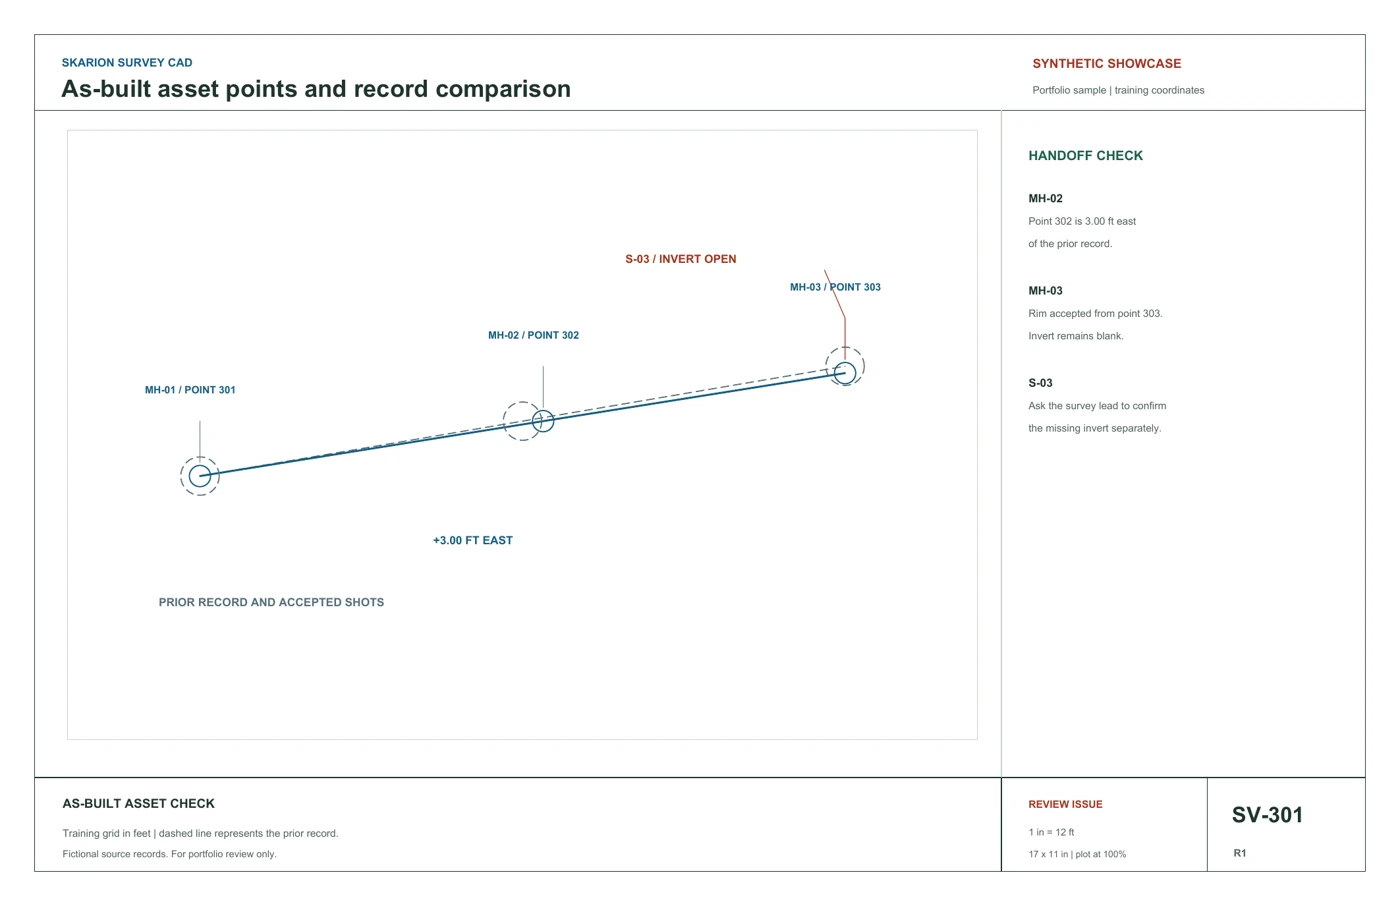 SKARION SURVEY CAD
As-built asset points and record comparison
SYNTHETIC SHOWCASE
Portfolio sample | training coordinates
S-03 / INVERT OPEN
MH-03 / POINT 303
MH-02 / POINT 302
MH-01 / POINT 301
+3.00 FT EAST
PRIOR RECORD AND ACCEPTED SHOTS
HANDOFF CHECK
MH-02
Point 302 is 3.00 ft east
of the prior record.
MH-03
Rim accepted from point 303.
Invert remains blank.
S-03
Ask the survey lead to confirm
the missing invert separately.
AS-BUILT ASSET CHECK
Training grid in feet | dashed line represents the prior record.
Fictional source records. For portfolio review only.
REVIEW ISSUE
1 in = 12 ft
17 x 11 in | plot at 100%
SV-301
R1